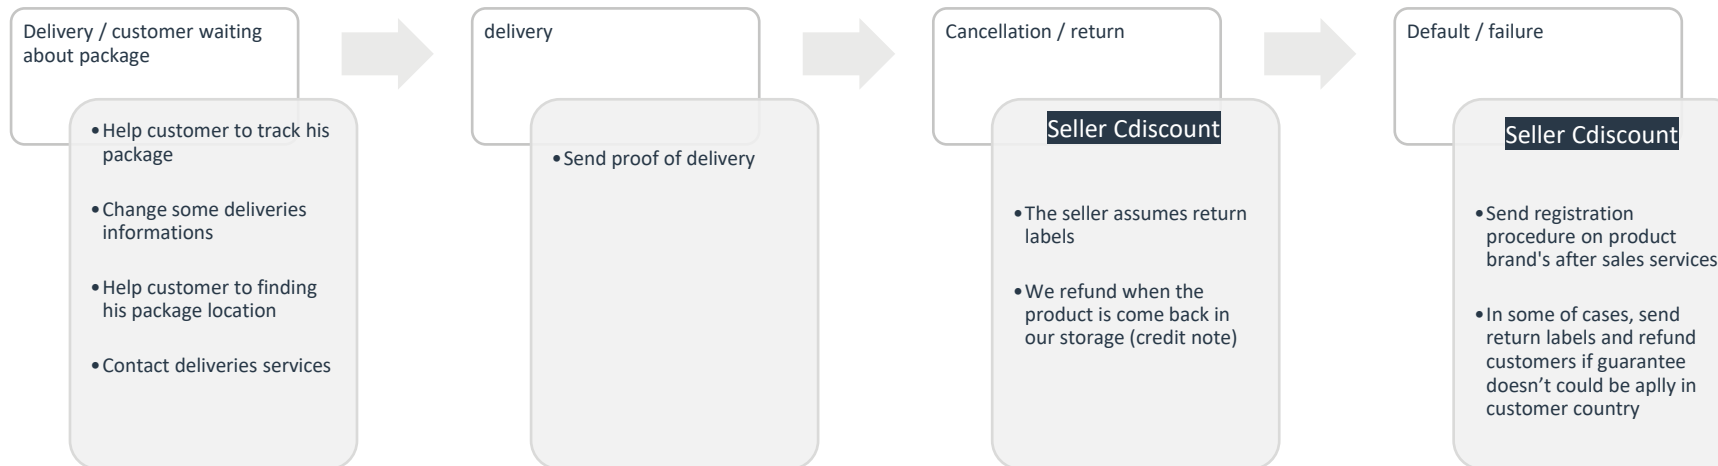 Delivery / customer waiting
about package
•Help customer to track his
package
•Change some deliveries
informations
•Help customer to finding
his package location
•Contact deliveries services
delivery
•Send proof of delivery
Cancellation / return
Seller Cdiscount
•The seller assumes return
labels
•We refund when the
product is come back in
our storage (credit note)
Default / failure
Seller Cdiscount
•Send registration
procedure on product
brand's after sales services
•In some of cases, send
return labels and refund
customers if guarantee
doesn’t could be aplly in
customer country